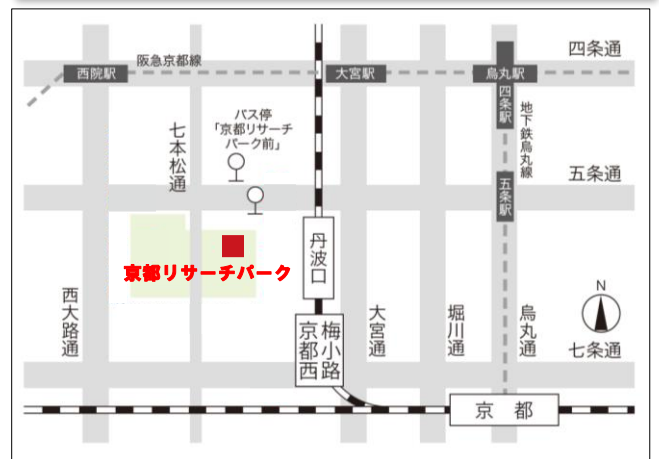 四条通
阪急京都線
西院駅
大宮駅
烏丸駅
四条駅
地下鉄烏丸線
バス停
「京都リサーチ
パーク前」
七本松通
五条通
五条駅
丹波口
京都リサーチパーク
N
西大路通
梅小路
京都西
大宮通
堀川通
烏丸通
七条通
京都